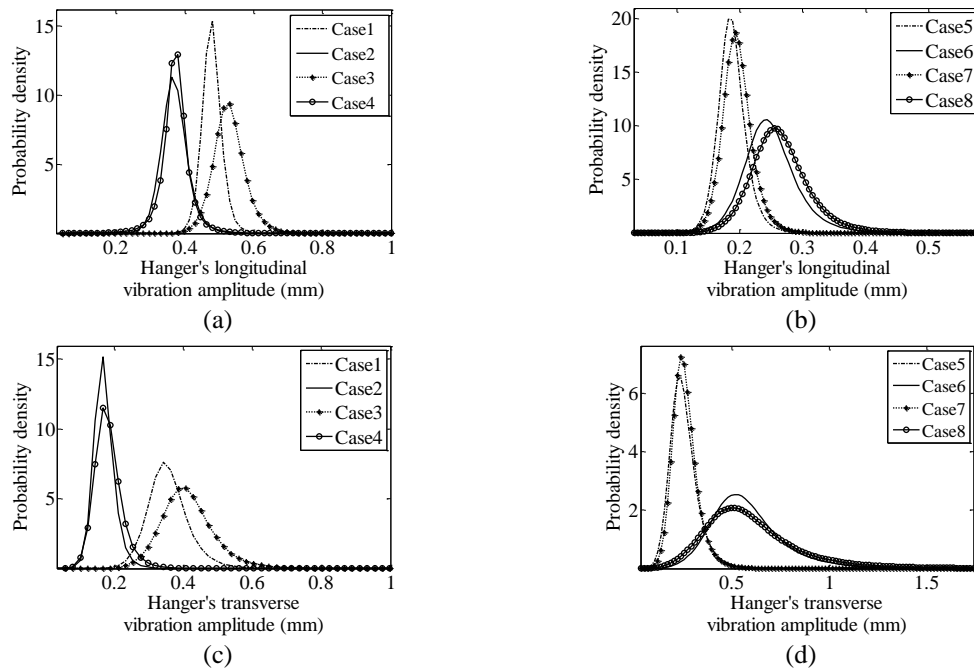 15
10
5
Probability density
Case1
Case2
Case3
Case4
0.2 0.4 0.6 0.8 1
Hanger's longitudinal
vibration amplitude (mm)
(a)
20
15
10
5
Probability density
Case5
Case6
Case7
Case8
0.1 0.2 0.3 0.4 0.5
Hanger's longitudinal
vibration amplitude (mm)
(b)
15
10
5
Probability density
Case1
Case2
Case3
Case4
0.2 0.4 0.6 0.8 1
Hanger's transverse
vibration amplitude (mm)
(c)
6
4
2
0
Probability density
Case5
Case6
Case7
Case8
0.5 1 1.5
Hanger's transverse
vibration amplitude (mm)
(d)